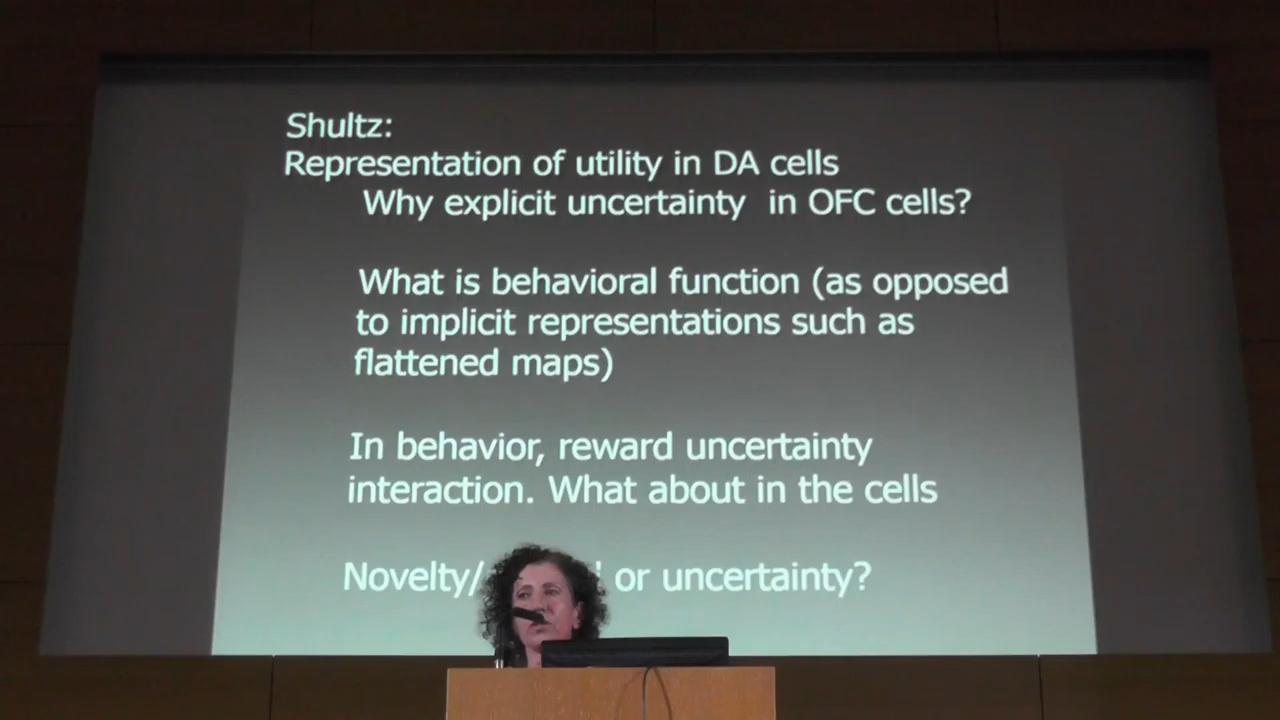 Shultz:
Representation of utility in DA cells
Why explicit uncertainty in OFC cells?
What is behavioral function (as opposed
to implicit representations such as
flattened maps)
In behavior, reward uncertainty
interaction. What about in the cells
Novelty/ or uncertainty?